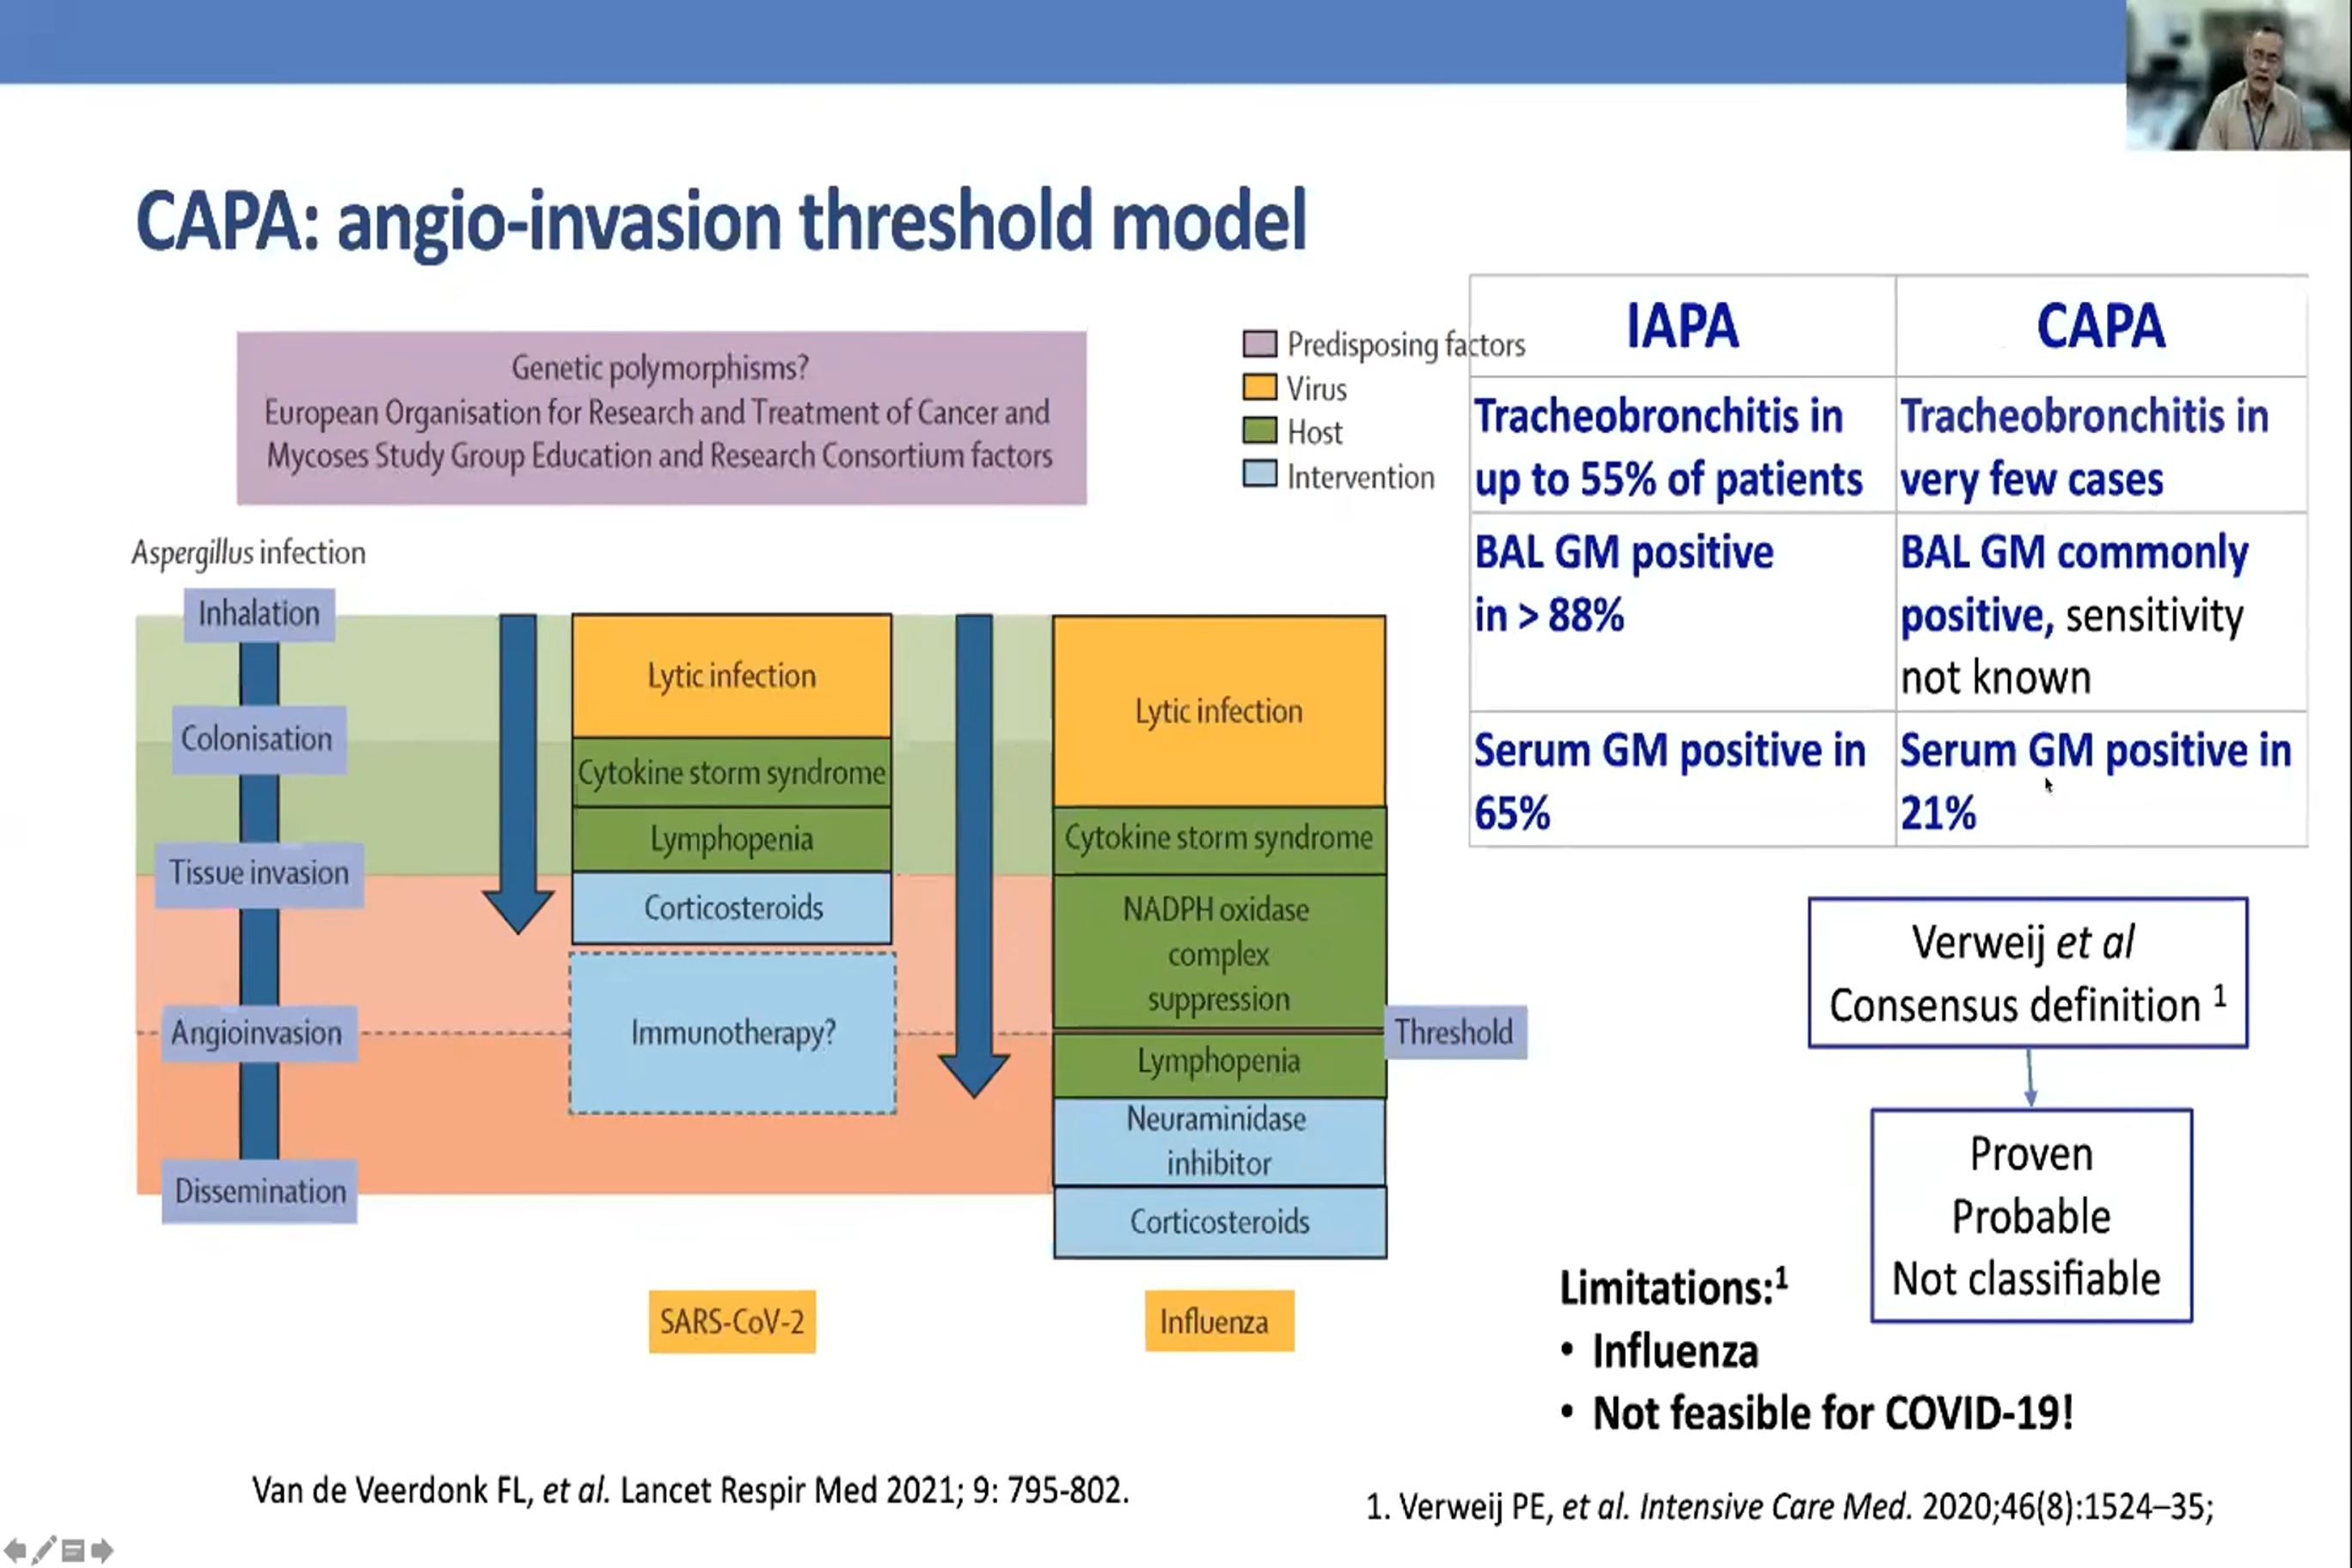 CAPA: angio-invasion threshold model
Genetic polymorphisms?
European Organisation for Research and Treatment of Cancer and
Mycoses Study Group Education and Research Consortium factors
Predisposing factors
Virus
Host
Intervention
Aspergillus infection
Inhalation
Colonisation
Tissue invasion
Angioinvasion
Dissemination
Lytic infection
Cytokine storm syndrome
Lymphopenia
Corticosteroids
Immunotherapy?
SARS-CoV-2
Lytic infection
Cytokine storm syndrome
NADPH oxidase
complex
suppression
Lymphopenia
Neuraminidase
inhibitor
Corticosteroids
Influenza
Threshold
IAPA
CAPA
Tracheobronchitis in
up to 55% of patients
Tracheobronchitis in
very few cases
BAL GM positive
in > 88%
BAL GM commonly
positive, sensitivity
not known
Serum GM positive in
65%
Serum GM positive in
21%
Verweij et al
Consensus definition 1
Proven
Probable
Not classifiable
Limitations:1
• Influenza
• Not feasible for COVID-19!
Van de Veerdonk FL, et al. Lancet Respir Med 2021; 9: 795-802.
1. Verweij PE, et al. Intensive Care Med. 2020;46(8):1524–35;